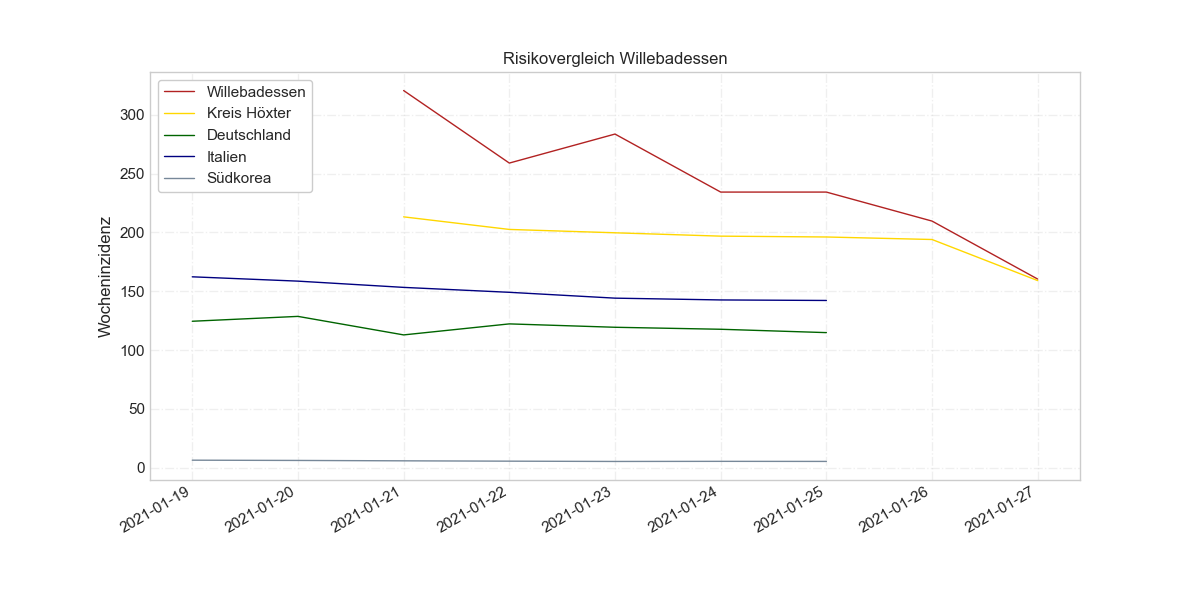 Risikovergleich Willebadessen
Willebadessen
Kreis Höxter
Deutschland
Italien
Südkorea
Wocheninzidenz
300
250
200
150
100
50
0
2021-01-19
2021-01-20
2021-01-21
2021-01-22
2021-01-23
2021-01-24
2021-01-25
2021-01-26
2021-01-27